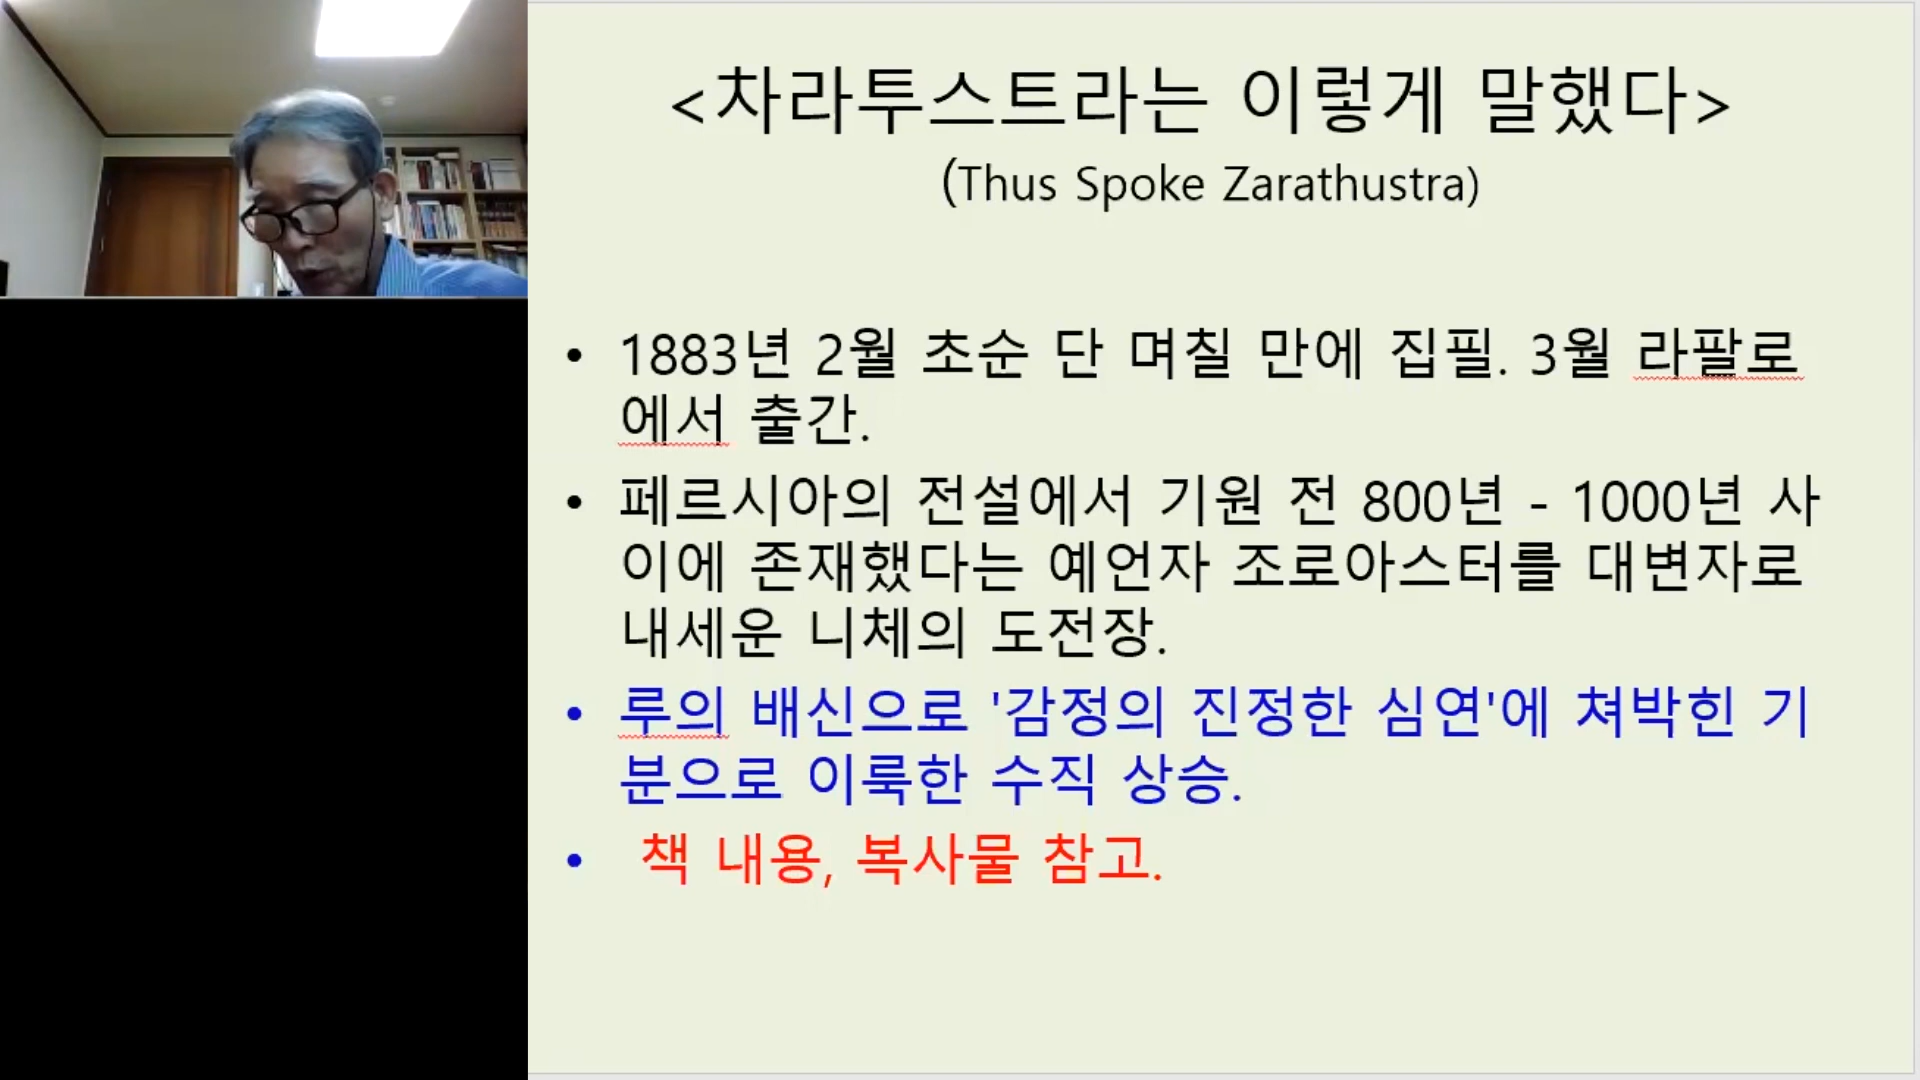 <차라투스트라는 이렇게 말했다>
(Thus Spoke Zarathustra)
• 1883년 2월 초순 단 며칠 만에 집필. 3월 라팔로
에서 출간.
• 페르시아의 전설에서 기원 전 800년 - 1000년 사
이에 존재했다는 예언자 조로아스터를 대변자로
내세운 니체의 도전장.
• 루의 배신으로 '감정의 진정한 심연'에 쳐박힌 기
분으로 이룩한 수직 상승.
• 책 내용, 복사물 참고.